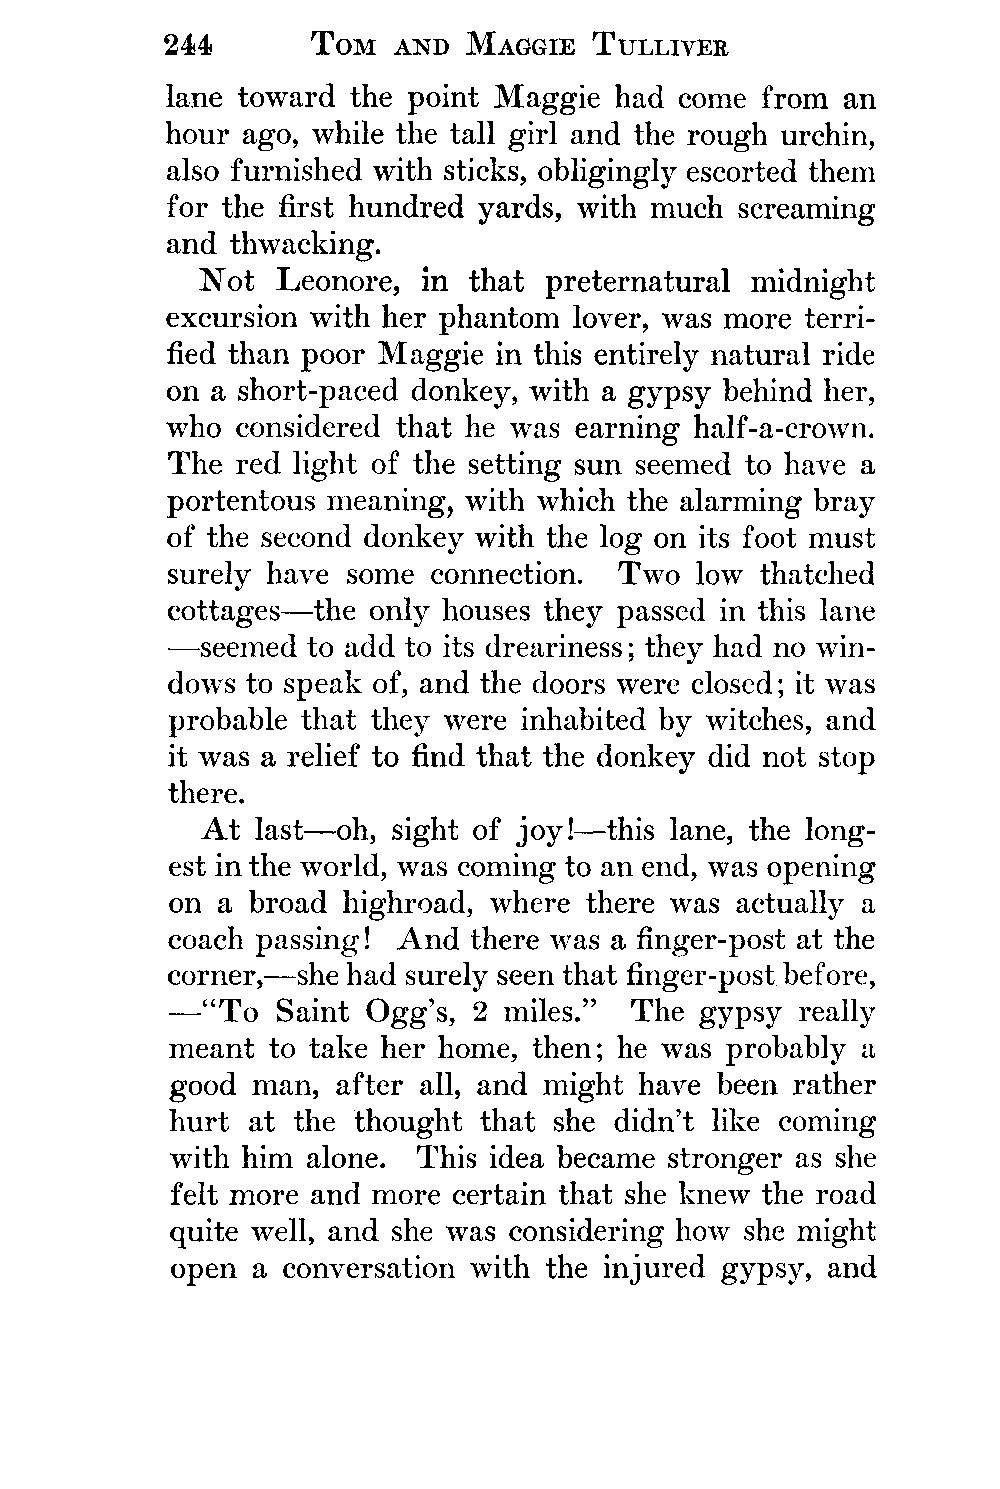 244 TOM AND MAGGIE TULLIVER
lane toward the point Maggie had come from an
hour ago, while the tall girl and the rough urchin,
also furnished with sticks, obligingly escorted them
for the first hundred yards, with much screaming
and thwacking.
Not Leonore, in that preternatural midnight
excursion with her phantom lover, was more terri-
fied than poor Maggie in this entirely natural ride
on a short-paced donkey, with a gypsy behind her,
who considered that he was earning half-a-crown.
The red light of the setting sun seemed to have a
portentous meaning, with which the alarming bray
of the second donkey with the log on its foot must
surely have some connection. Two low thatched
cottages—the only houses they passed in this lane
—seemed to add to its dreariness; they had no win-
dows to speak of, and the doors were closed; it was
probable that they were inhabited by witches, and
it was a relief to find that the donkey did not stop
there.
At last—oh, sight of joy!—this lane, the long-
est in the world, was coming to an end, was opening
on a broad highroad, where there was actually a
coach passing! And there was a finger-post at the
corner,—she had surely seen that finger-post before,
—"To Saint Ogg's, 2 miles." The gypsy really
meant to take her home, then; he was probably a
good man, after all, and might have been rather
hurt at the thought that she didn't like coming
with him alone. This idea became stronger as she
felt more and more certain that she knew the road
quite well, and she was considering how she might
open a conversation with the injured gypsy, and